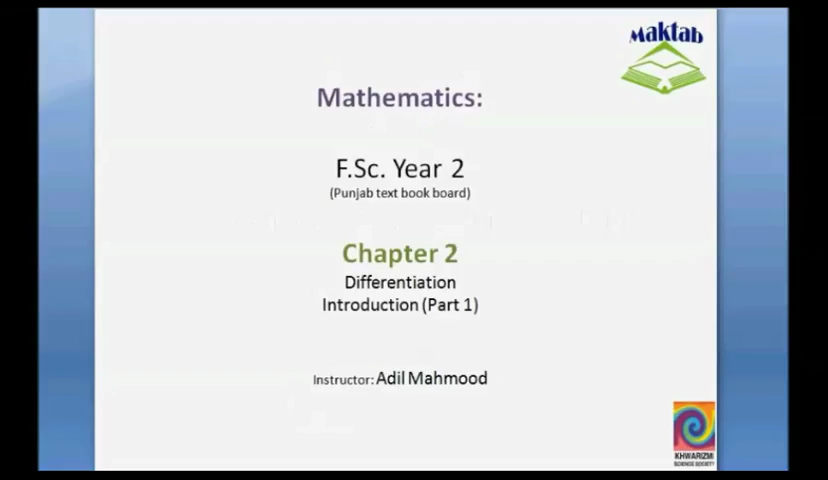 Maktab
Mathematics:
F.Sc. Year 2
(Punjab text book board)
Chapter 2
Differentiation
Introduction (Part 1)
Instructor: Adil Mahmood
KHWARIZMI
SCIENCE SOCIETY